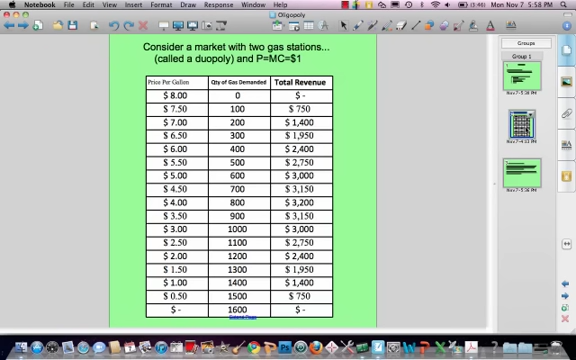 Notebook File Edit View Insert Format Draw Response Window Help
Mon Nov 7 5:58 PM
Oligopoly
Consider a market with two gas stations...
(called a duopoly) and P=MC=$1
Price Per Gallon Qty of Gas Demanded Total Revenue
$ 8.00 0 $ -
$ 7.50 100 $ 750
$ 7.00 200 $ 1,400
$ 6.50 300 $ 1,950
$ 6.00 400 $ 2,400
$ 5.50 500 $ 2,750
$ 5.00 600 $ 3,000
$ 4.50 700 $ 3,150
$ 4.00 800 $ 3,200
$ 3.50 900 $ 3,150
$ 3.00 1000 $ 3,000
$ 2.50 1100 $ 2,750
$ 2.00 1200 $ 2,400
$ 1.50 1300 $ 1,950
$ 1.00 1400 $ 1,400
$ 0.50 1500 $ 750
$ - 1600 $ -
Groups
Group 1